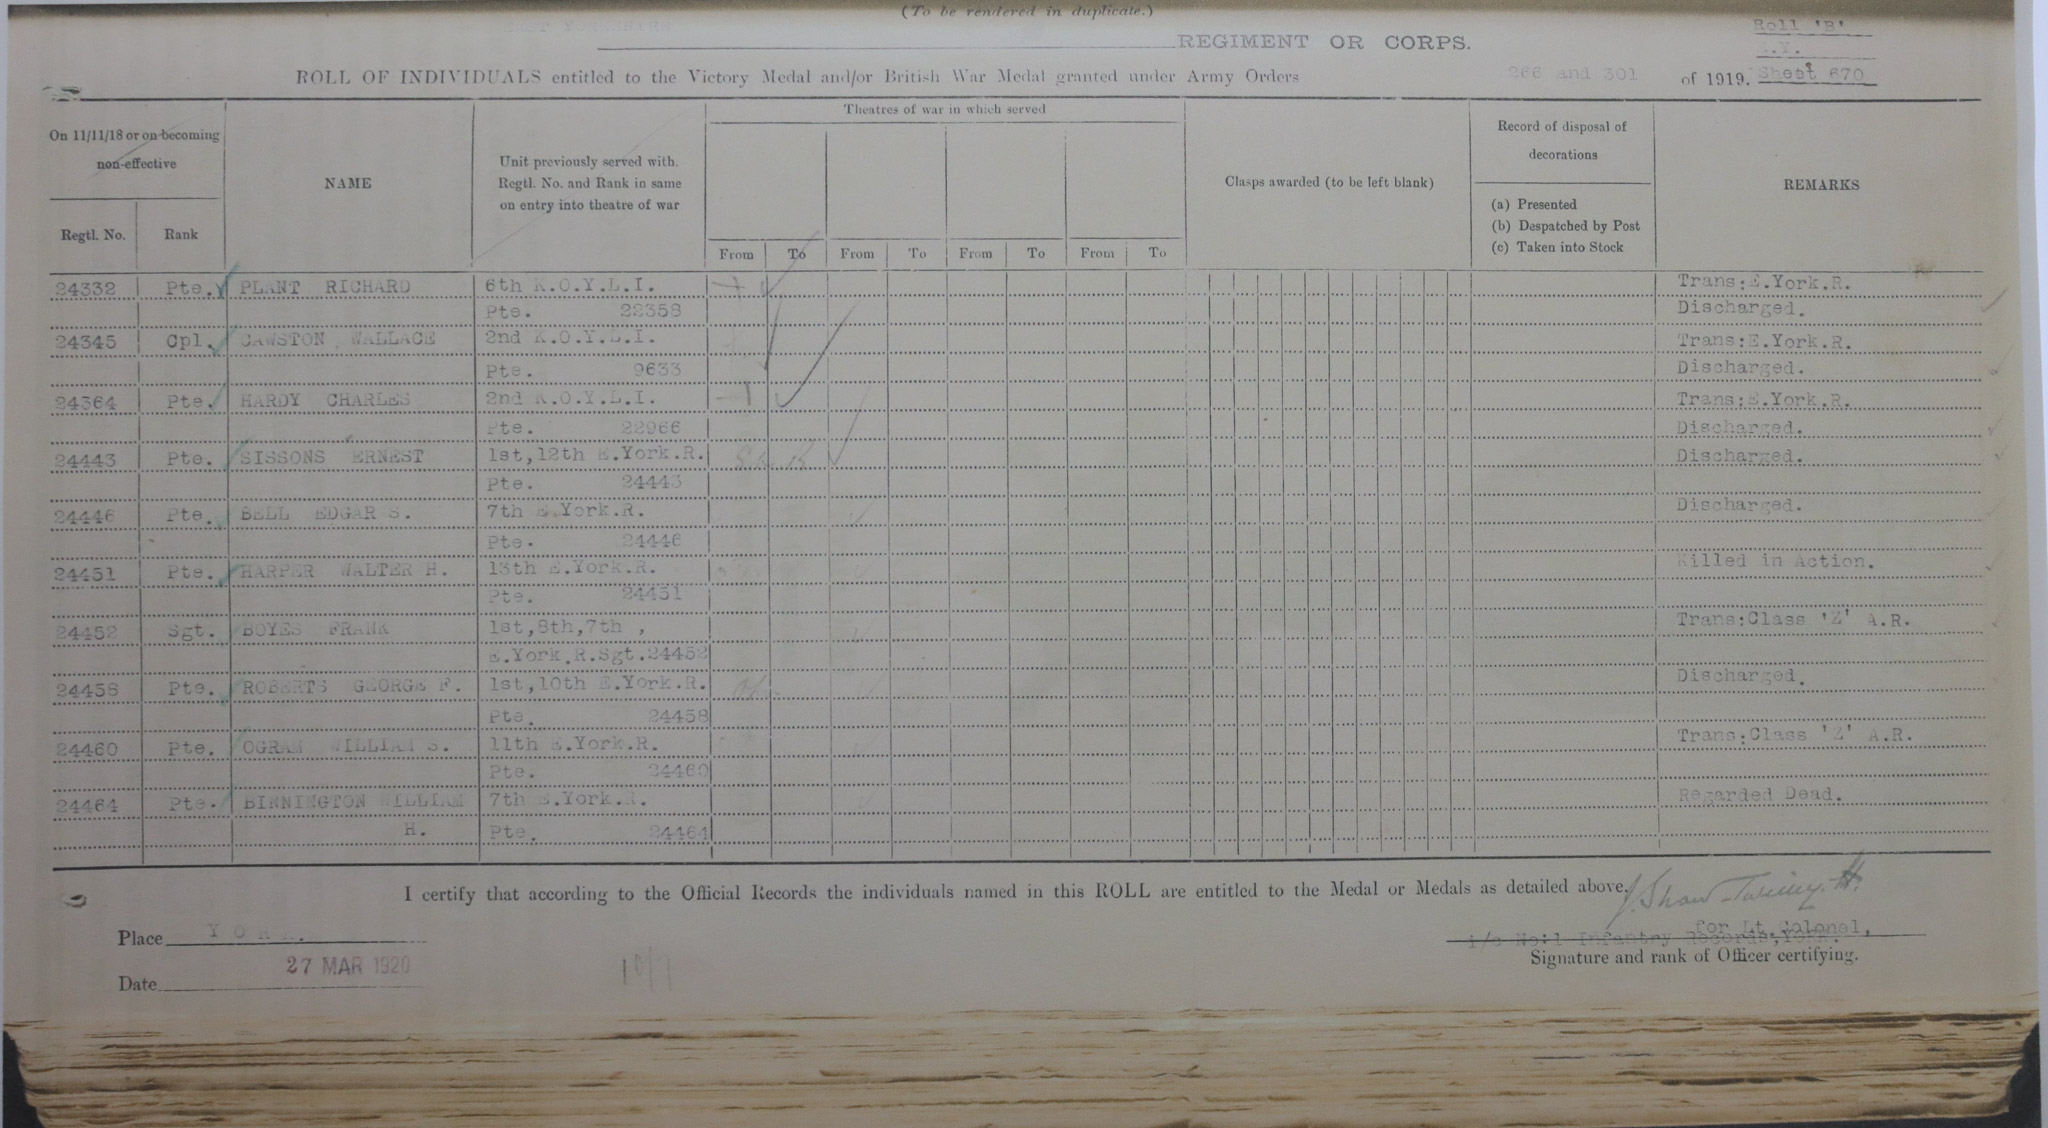 (To be rendered in duplicate.)
EAST YORKSHIRE REGIMENT OR CORPS.
Roll 'B'
.Y.
Sheet 670
ROLL OF INDIVIDUALS entitled to the Victory Medal and/or British War Medal granted under Army Orders 266 and 301 of 1919.
On 11/11/18 or on becoming non-effective
Regtl. No.
Rank
NAME
Unit previously served with. Regtl. No. and Rank in same on entry into theatre of war
Theatres of war in which served
From To From To From To From To
Clasps awarded (to be left blank)
Record of disposal of decorations
(a) Presented
(b) Despatched by Post
(c) Taken into Stock
REMARKS
24332 Pte. PLANT RICHARD 6th K.O.Y.L.I. Trans:E.York.R.
Pte. 22358 Discharged.
24345 Cpl. CAWSTON WALLACE 2nd K.O.Y.L.I. Trans:E.York.R.
Pte. 9633 Discharged.
24364 Pte. HARDY CHARLES 2nd K.O.Y.L.I. Trans:E.York.R.
Pte. 22966 Discharged.
24443 Pte. SISSONS ERNEST 1st,12th E.York.R. Discharged.
Pte. 24443
24446 Pte. BELL EDGAR S. 7th E.York.R. Discharged.
Pte. 24446
24451 Pte. HARPER WALTER H. 13th E.York.R. Killed in Action.
Pte. 24451
24452 Sgt. BOYES FRANK 1st,8th,7th , Trans:Class 'Z' A.R.
E.York.R.Sgt.24452
24458 Pte. ROBERTS GEORGE F. 1st,10th E.York.R. Discharged.
Pte. 24458
24460 Pte. OGRAM WILLIAM S. 11th E.York.R. Trans:Class 'Z' A.R.
Pte. 24460
24464 Pte. BINNINGTON WILLIAM 7th E.York.R. Regarded Dead.
H. Pte. 24464
I certify that according to the Official Records the individuals named in this ROLL are entitled to the Medal or Medals as detailed above.
Place YORK.
for Lt.Colonel,
i/c No:1 Infantry Records,York.
Signature and rank of Officer certifying.
Date 27 MAR 1920